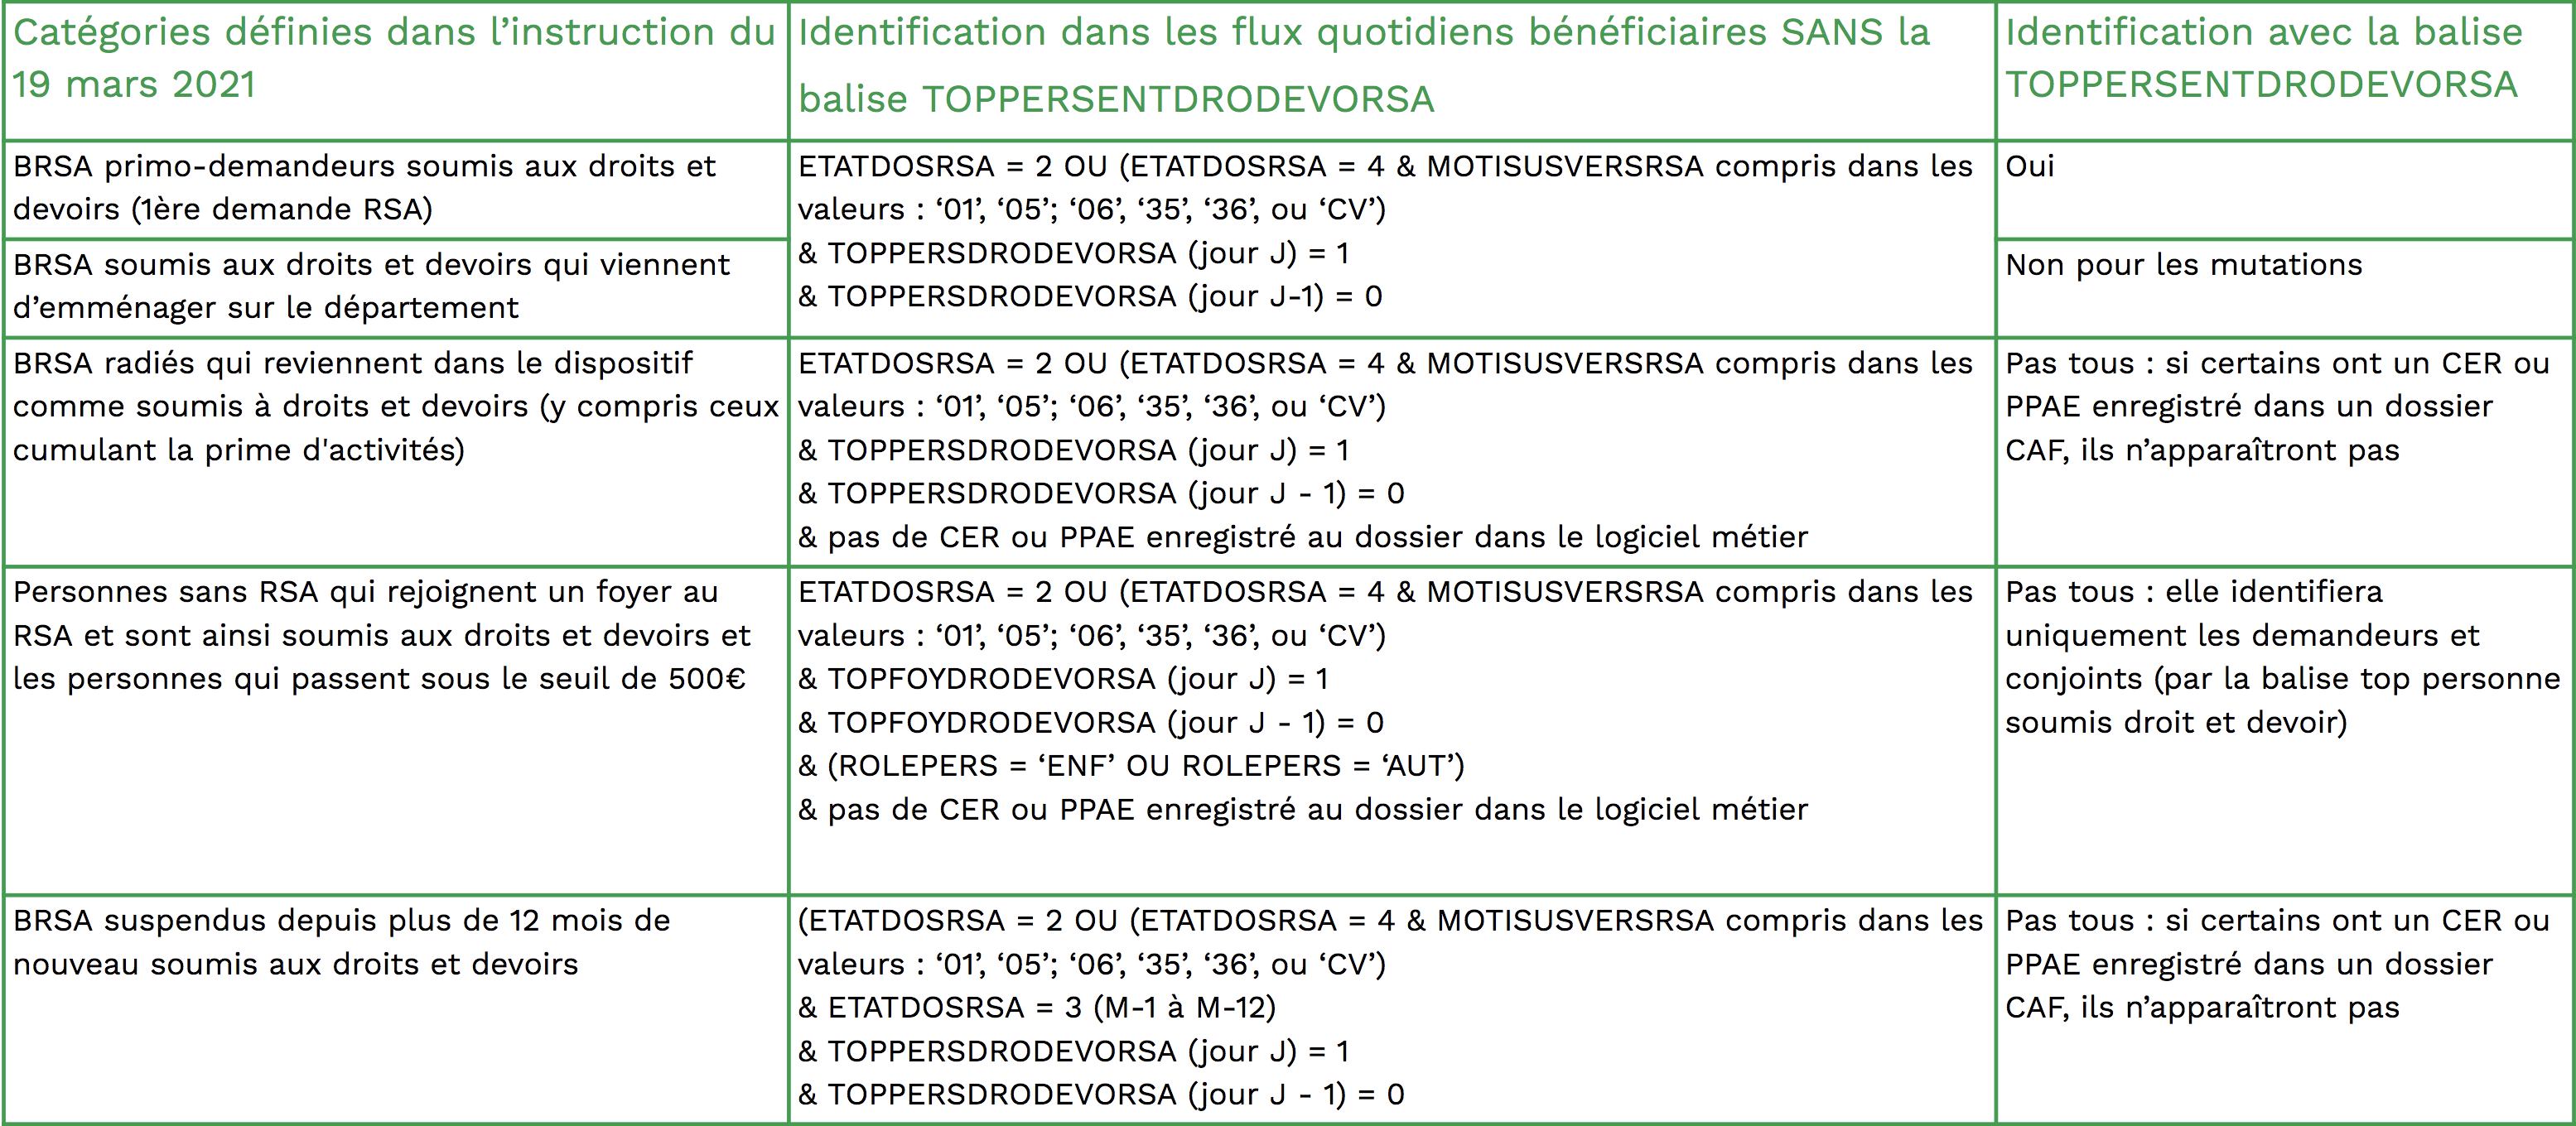 Catégories définies dans l’instruction du
19 mars 2021
Identification dans les flux quotidiens bénéficiaires SANS la
balise TOPPERSENTDRODEVORSA
Identification avec la balise
TOPPERSENTDRODEVORSA
BRSA primo-demandeurs soumis aux droits et
devoirs (1ère demande RSA)
ETATDOSRSA = 2 OU (ETATDOSRSA = 4 & MOTISUSVERSRSA compris dans les
valeurs : ‘01’, ‘05’; ‘06’, ‘35’, ‘36’, ou ‘CV’)
& TOPPERSDRODEVORSA (jour J) = 1
& TOPPERSDRODEVORSA (jour J-1) = 0
Oui
BRSA soumis aux droits et devoirs qui viennent
d’emménager sur le département
Non pour les mutations
BRSA radiés qui reviennent dans le dispositif
comme soumis à droits et devoirs (y compris ceux
cumulant la prime d'activités)
ETATDOSRSA = 2 OU (ETATDOSRSA = 4 & MOTISUSVERSRSA compris dans les
valeurs : ‘01’, ‘05’; ‘06’, ‘35’, ‘36’, ou ‘CV’)
& TOPPERSDRODEVORSA (jour J) = 1
& TOPPERSDRODEVORSA (jour J - 1) = 0
& pas de CER ou PPAE enregistré au dossier dans le logiciel métier
Pas tous : si certains ont un CER ou
PPAE enregistré dans un dossier
CAF, ils n’apparaîtront pas
Personnes sans RSA qui rejoignent un foyer au
RSA et sont ainsi soumis aux droits et devoirs et
les personnes qui passent sous le seuil de 500€
ETATDOSRSA = 2 OU (ETATDOSRSA = 4 & MOTISUSVERSRSA compris dans les
valeurs : ‘01’, ‘05’; ‘06’, ‘35’, ‘36’, ou ‘CV’)
& TOPFOYDRODEVORSA (jour J) = 1
& TOPFOYDRODEVORSA (jour J - 1) = 0
& (ROLEPERS = ‘ENF’ OU ROLEPERS = ‘AUT’)
& pas de CER ou PPAE enregistré au dossier dans le logiciel métier
Pas tous : elle identifiera
uniquement les demandeurs et
conjoints (par la balise top personne
soumis droit et devoir)
BRSA suspendus depuis plus de 12 mois de
nouveau soumis aux droits et devoirs
(ETATDOSRSA = 2 OU (ETATDOSRSA = 4 & MOTISUSVERSRSA compris dans les
valeurs : ‘01’, ‘05’; ‘06’, ‘35’, ‘36’, ou ‘CV’)
& ETATDOSRSA = 3 (M-1 à M-12)
& TOPPERSDRODEVORSA (jour J) = 1
& TOPPERSDRODEVORSA (jour J - 1) = 0
Pas tous : si certains ont un CER ou
PPAE enregistré dans un dossier
CAF, ils n’apparaîtront pas